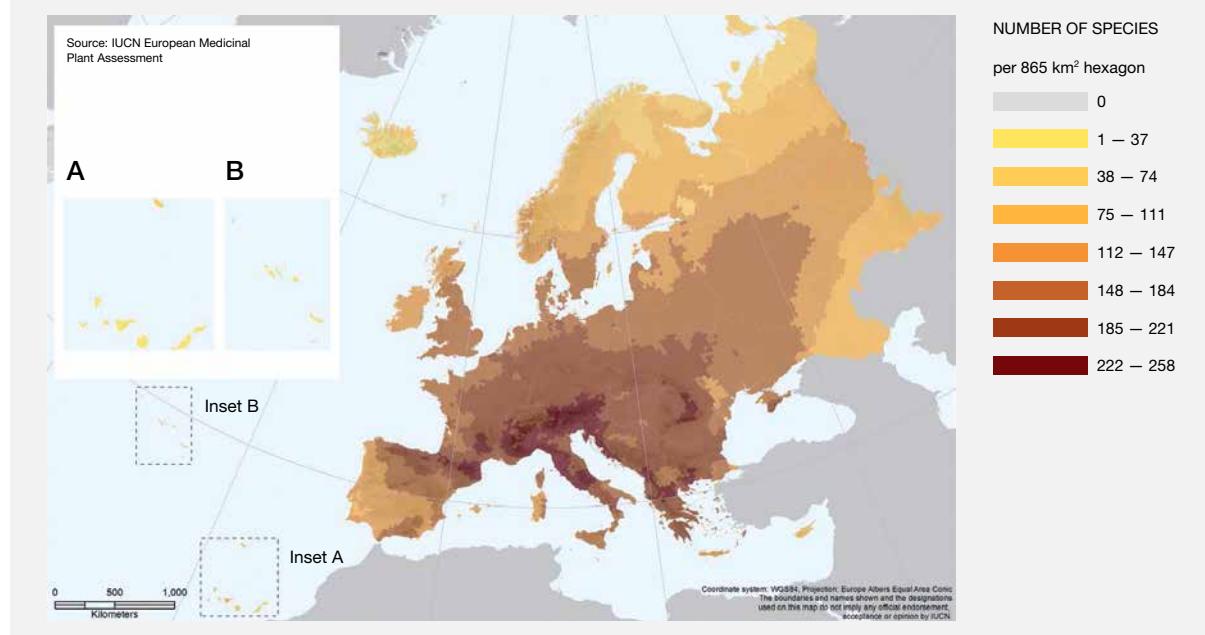 Source: IUCN European Medicinal
Plant Assessment
A
B
Inset B
Inset A
0 500 1,000
Kilometers
Coordinate system: WGS84, Projection: Europe Albers Equal Area Conic
The boundaries and names shown and the designations
used on this map do not imply any official endorsement,
acceptance or opinion by IUCN.
NUMBER OF SPECIES
per 865 km² hexagon
0
1 — 37
38 — 74
75 — 111
112 — 147
148 — 184
185 — 221
222 — 258